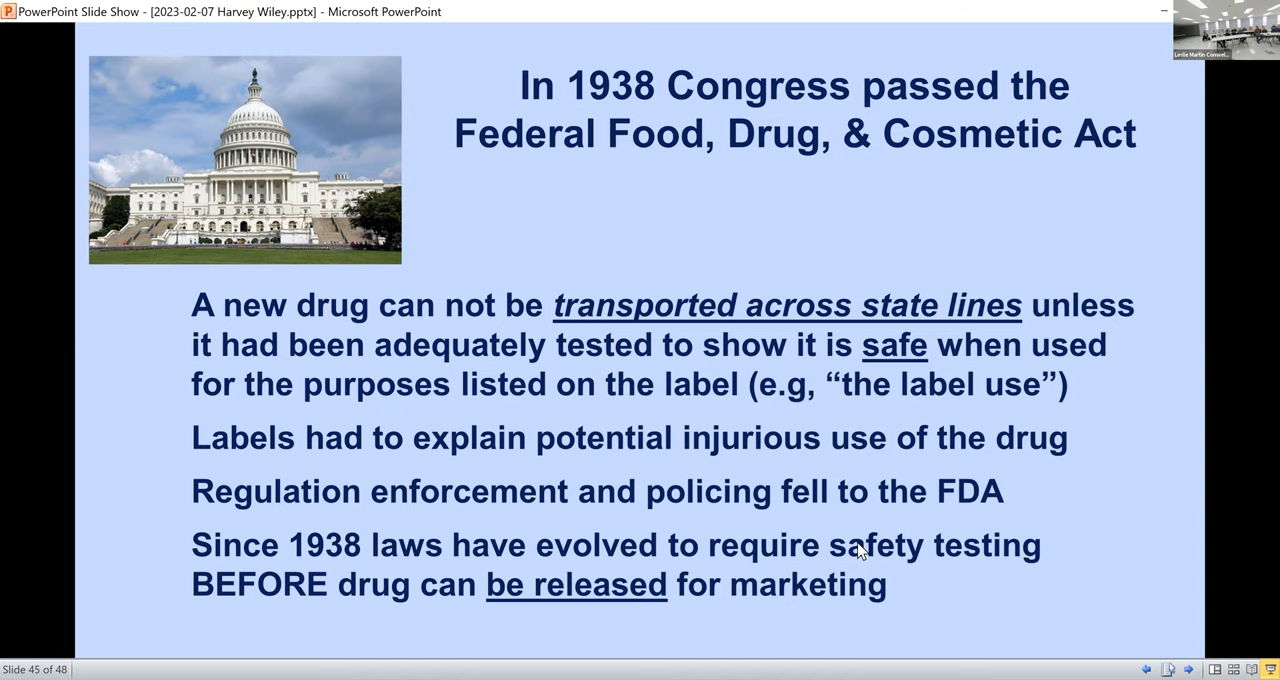 PowerPoint Slide Show - [2023-02-07 Harvey Wiley.pptx] - Microsoft PowerPoint
Leslie Martin Conwel...
In 1938 Congress passed the
Federal Food, Drug, & Cosmetic Act
A new drug can not be transported across state lines unless
it had been adequately tested to show it is safe when used
for the purposes listed on the label (e.g, “the label use”)
Labels had to explain potential injurious use of the drug
Regulation enforcement and policing fell to the FDA
Since 1938 laws have evolved to require safety testing
BEFORE drug can be released for marketing
Slide 45 of 48